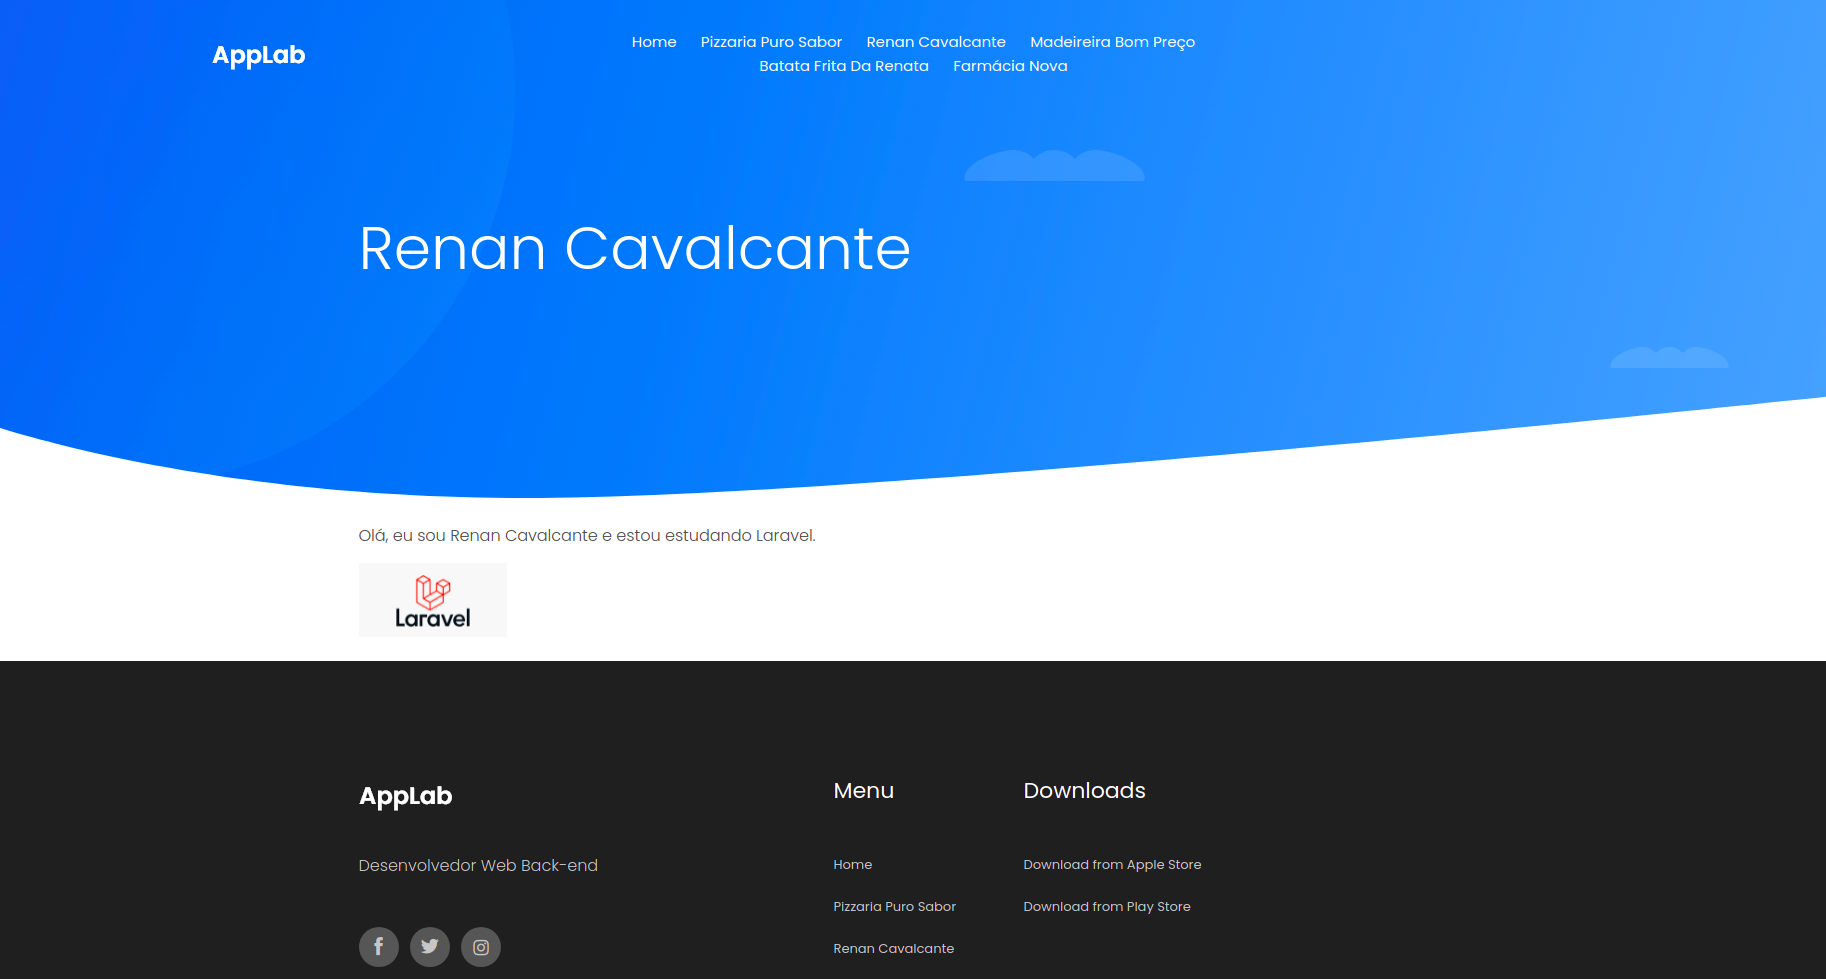 AppLab
Home Pizzaria Puro Sabor Renan Cavalcante Madeireira Bom Preço
Batata Frita Da Renata Farmácia Nova
Renan Cavalcante
Olá, eu sou Renan Cavalcante e estou estudando Laravel.
Laravel
AppLab
Desenvolvedor Web Back-end
Menu
Home
Pizzaria Puro Sabor
Renan Cavalcante
Downloads
Download from Apple Store
Download from Play Store